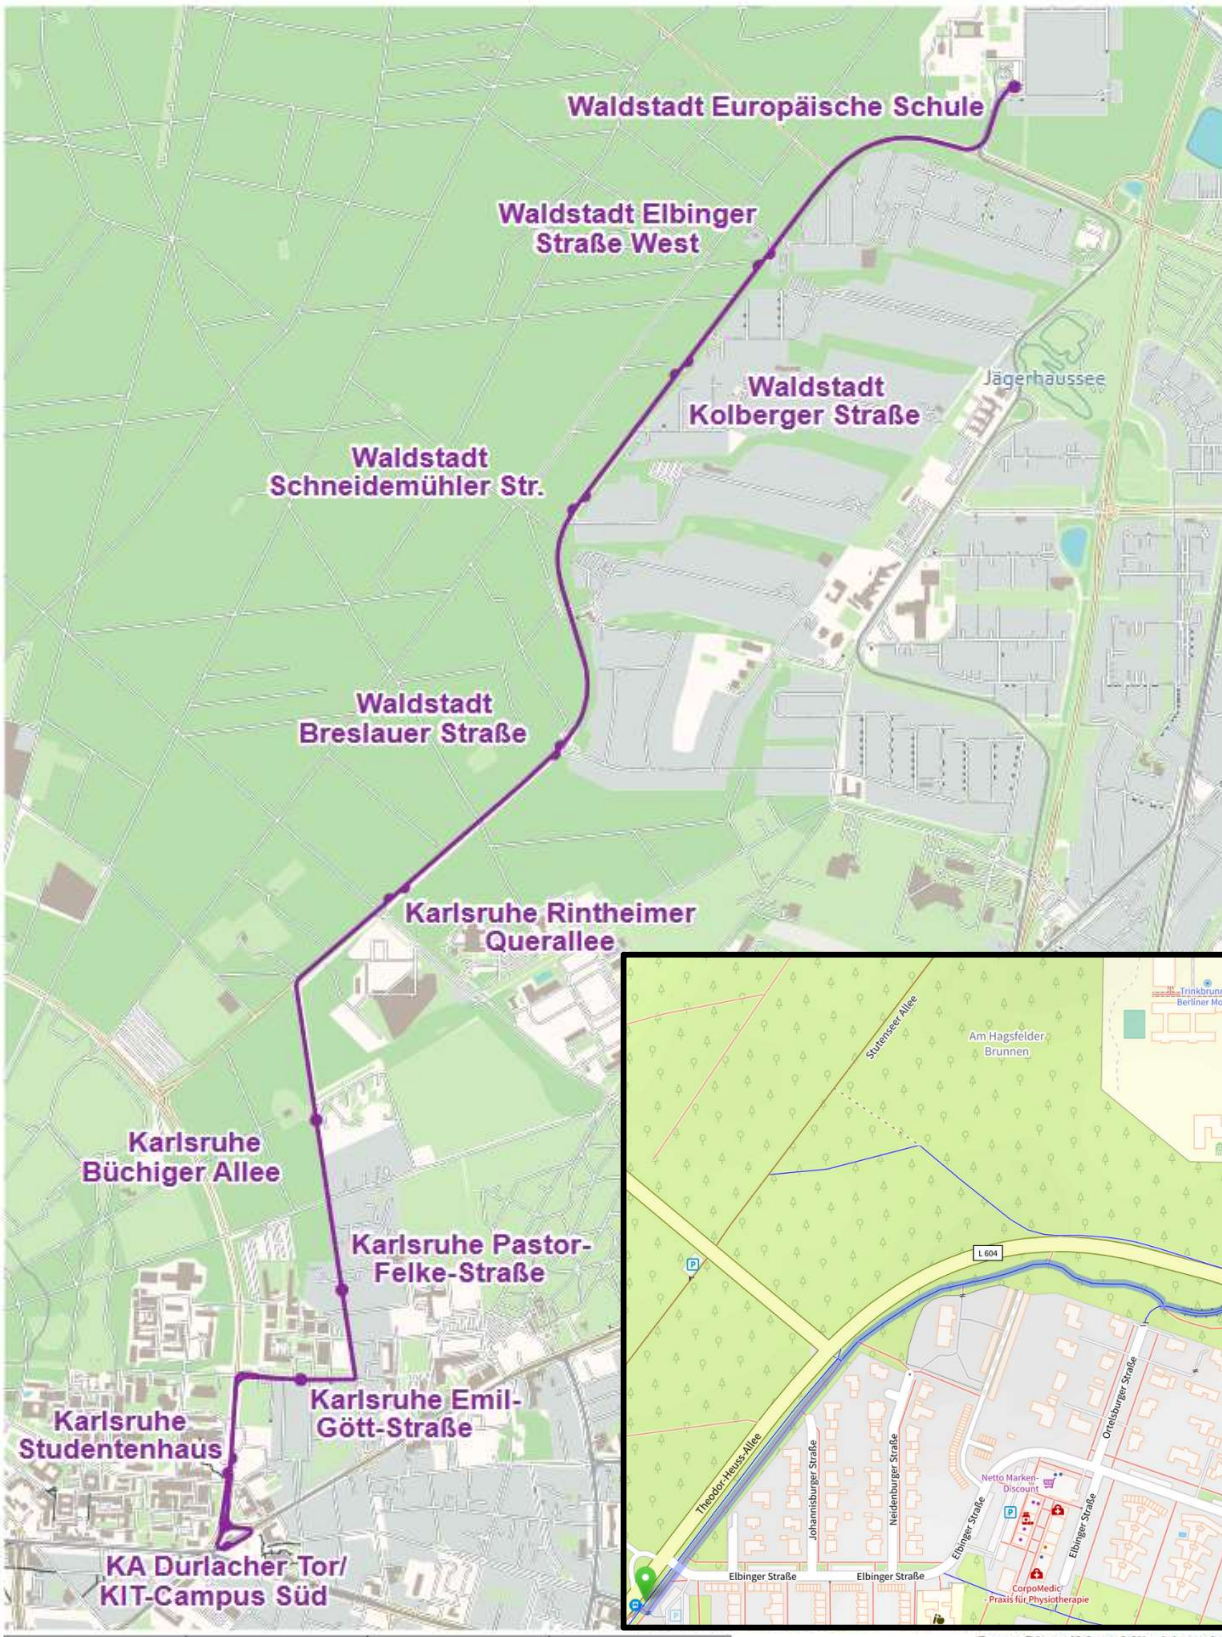 Waldstadt Europäische Schule
Waldstadt Elbinger
Straße West
Jägerhaussee
Waldstadt
Kolberger Straße
Waldstadt
Schneidemühler Str.
Waldstadt
Breslauer Straße
Karlsruhe Rintheimer
Querallee
Karlsruhe
Büchiger Allee
Karlsruhe Pastor-
Felke-Straße
Karlsruhe Emil-
Gött-Straße
Karlsruhe
Studentenhaus
KA Durlacher Tor/
KIT-Campus Süd
Stutenseer Allee
Am Hagsfelder
Brunnen
Berliner
P
L 604
Theodor-Heuss-Allee
Johannisburger Straße
Neidenburger Straße
Ortelsburger Straße
Netto Marken-
Discount
P
Elbinger Straße
Elbinger Straße
Elbinger Straße
Elbinger Straße
CorpoMedic
- Praxis für Physiotherapie
P